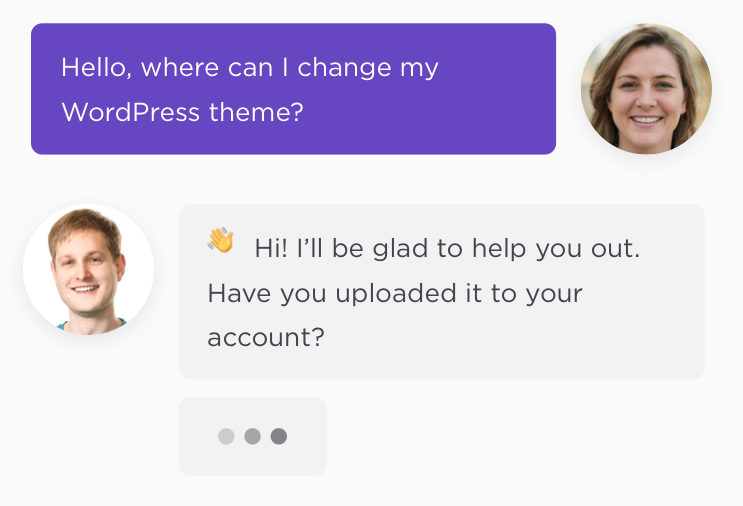 Hello, where can I change my
WordPress theme?
👋 Hi! I’ll be glad to help you out.
Have you uploaded it to your
account?